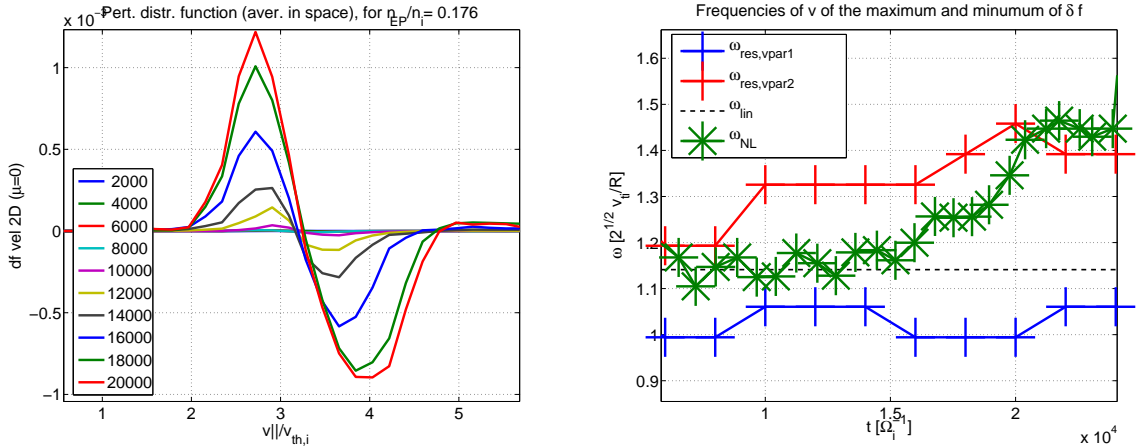 Pert. distr. function (aver. in space), for n_EP/n_i= 0.176
x 10^-3
1
0.5
0
−0.5
−1
df vel 2D (μ=0)
2000
4000
6000
8000
10000
12000
14000
16000
18000
20000
1
2
3
4
5
v||/v_th,i
Frequencies of v of the maximum and minumum of δ f
1.6
1.5
1.4
1.3
1.2
1.1
1
0.9
ω [2^1/2 v_ti/R]
ω_res,vpar1
ω_res,vpar2
ω_lin
ω_NL
1
1.5
2
t [Ω_i^-1]
x 10^4